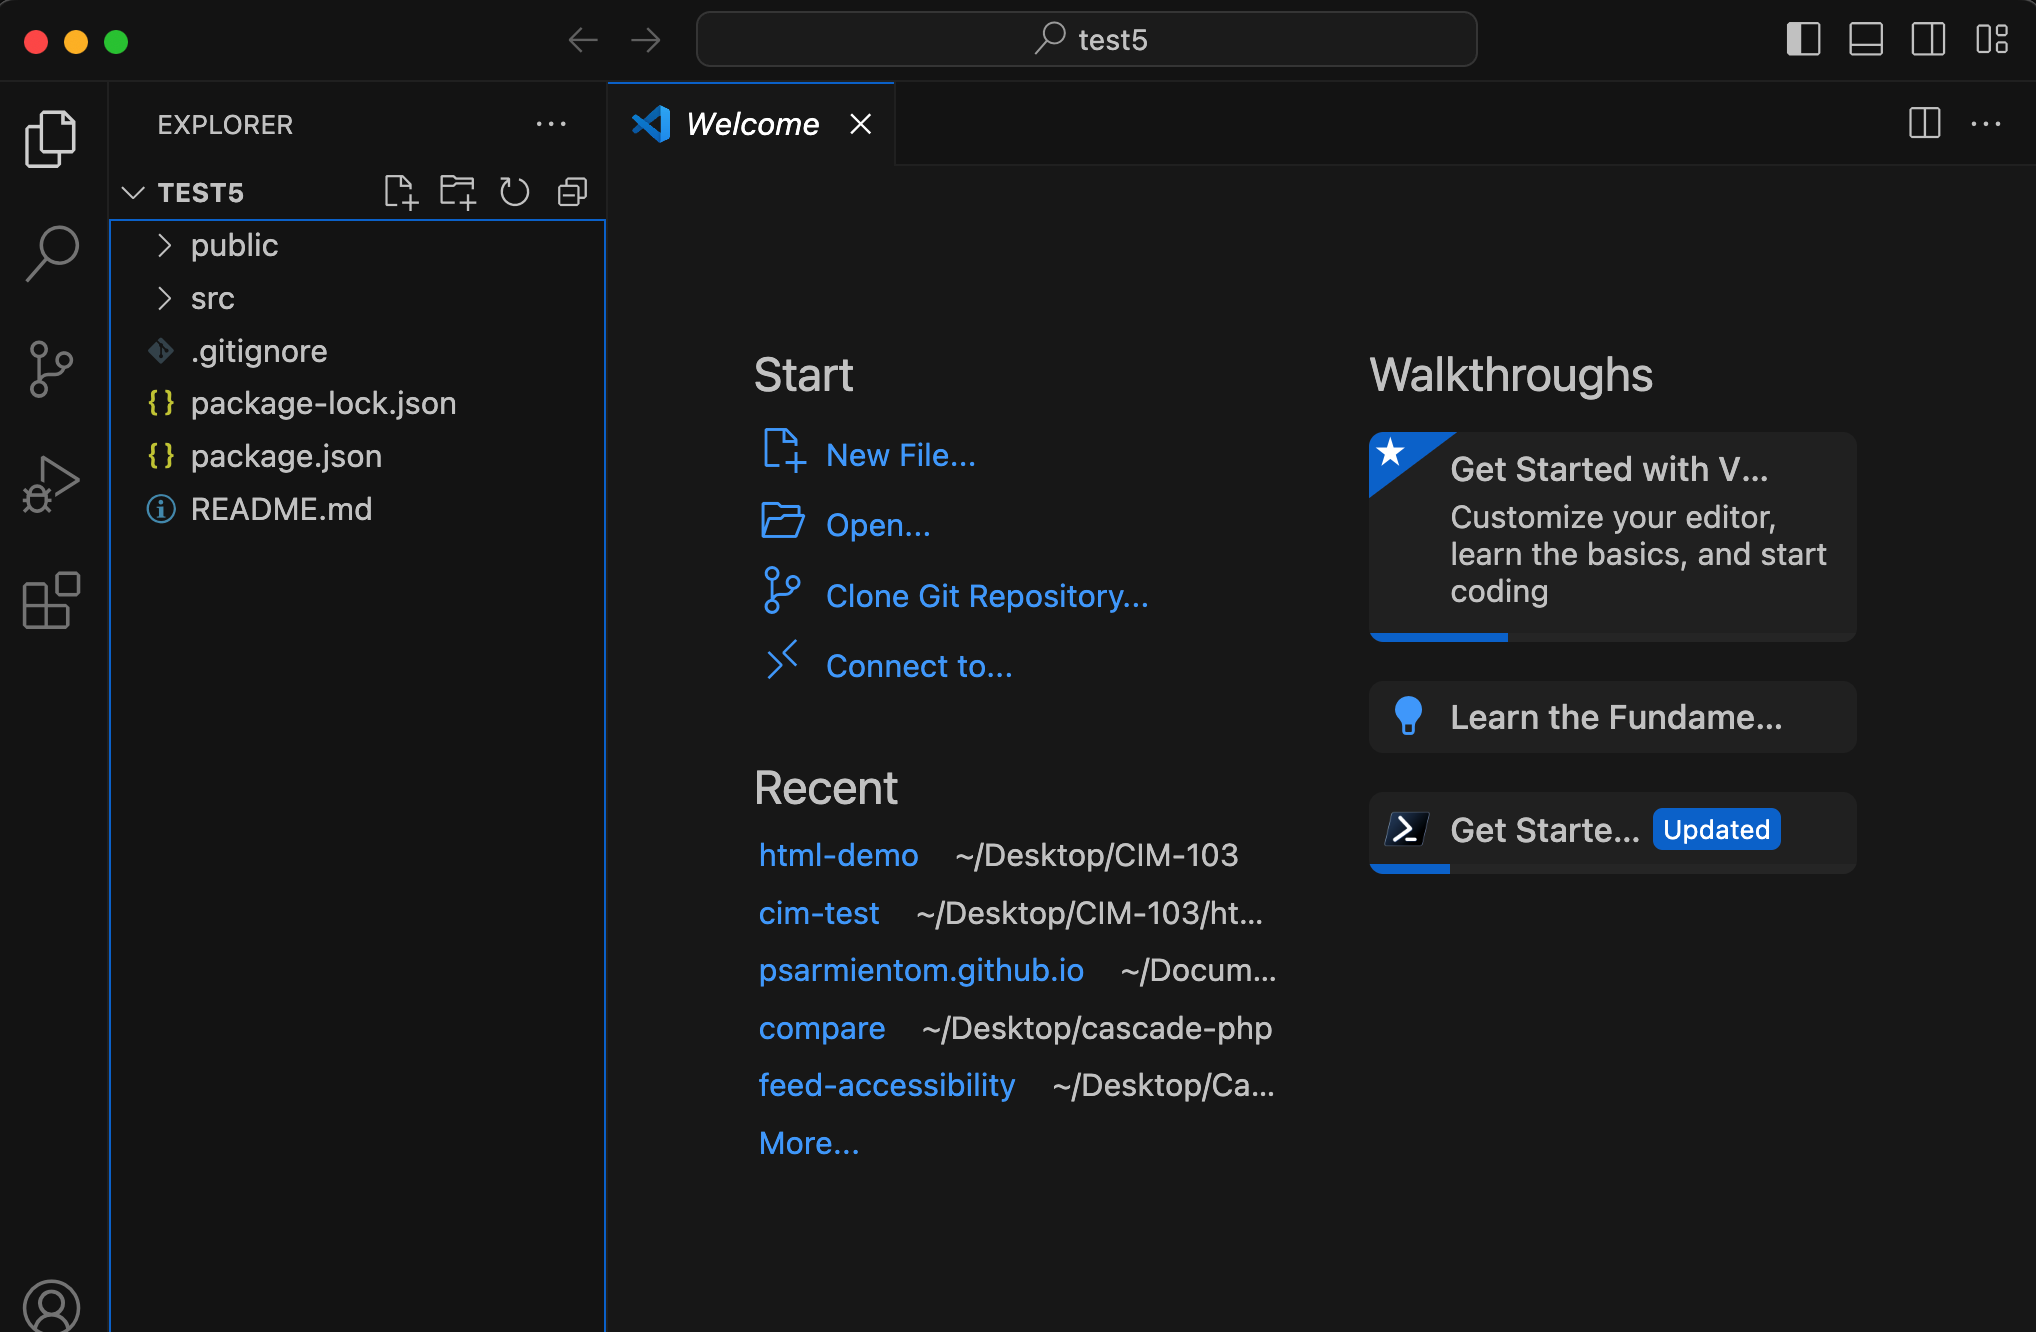 test5
EXPLORER
Welcome
TEST5
public
src
.gitignore
package-lock.json
package.json
README.md
Start
New File...
Open...
Clone Git Repository...
Connect to...
Recent
html-demo ~/Desktop/CIM-103
cim-test ~/Desktop/CIM-103/ht...
psarmientom.github.io ~/Docum...
compare ~/Desktop/cascade-php
feed-accessibility ~/Desktop/Ca...
More...
Walkthroughs
Get Started with V...
Customize your editor,
learn the basics, and start
coding
Learn the Fundame...
Get Starte... Updated